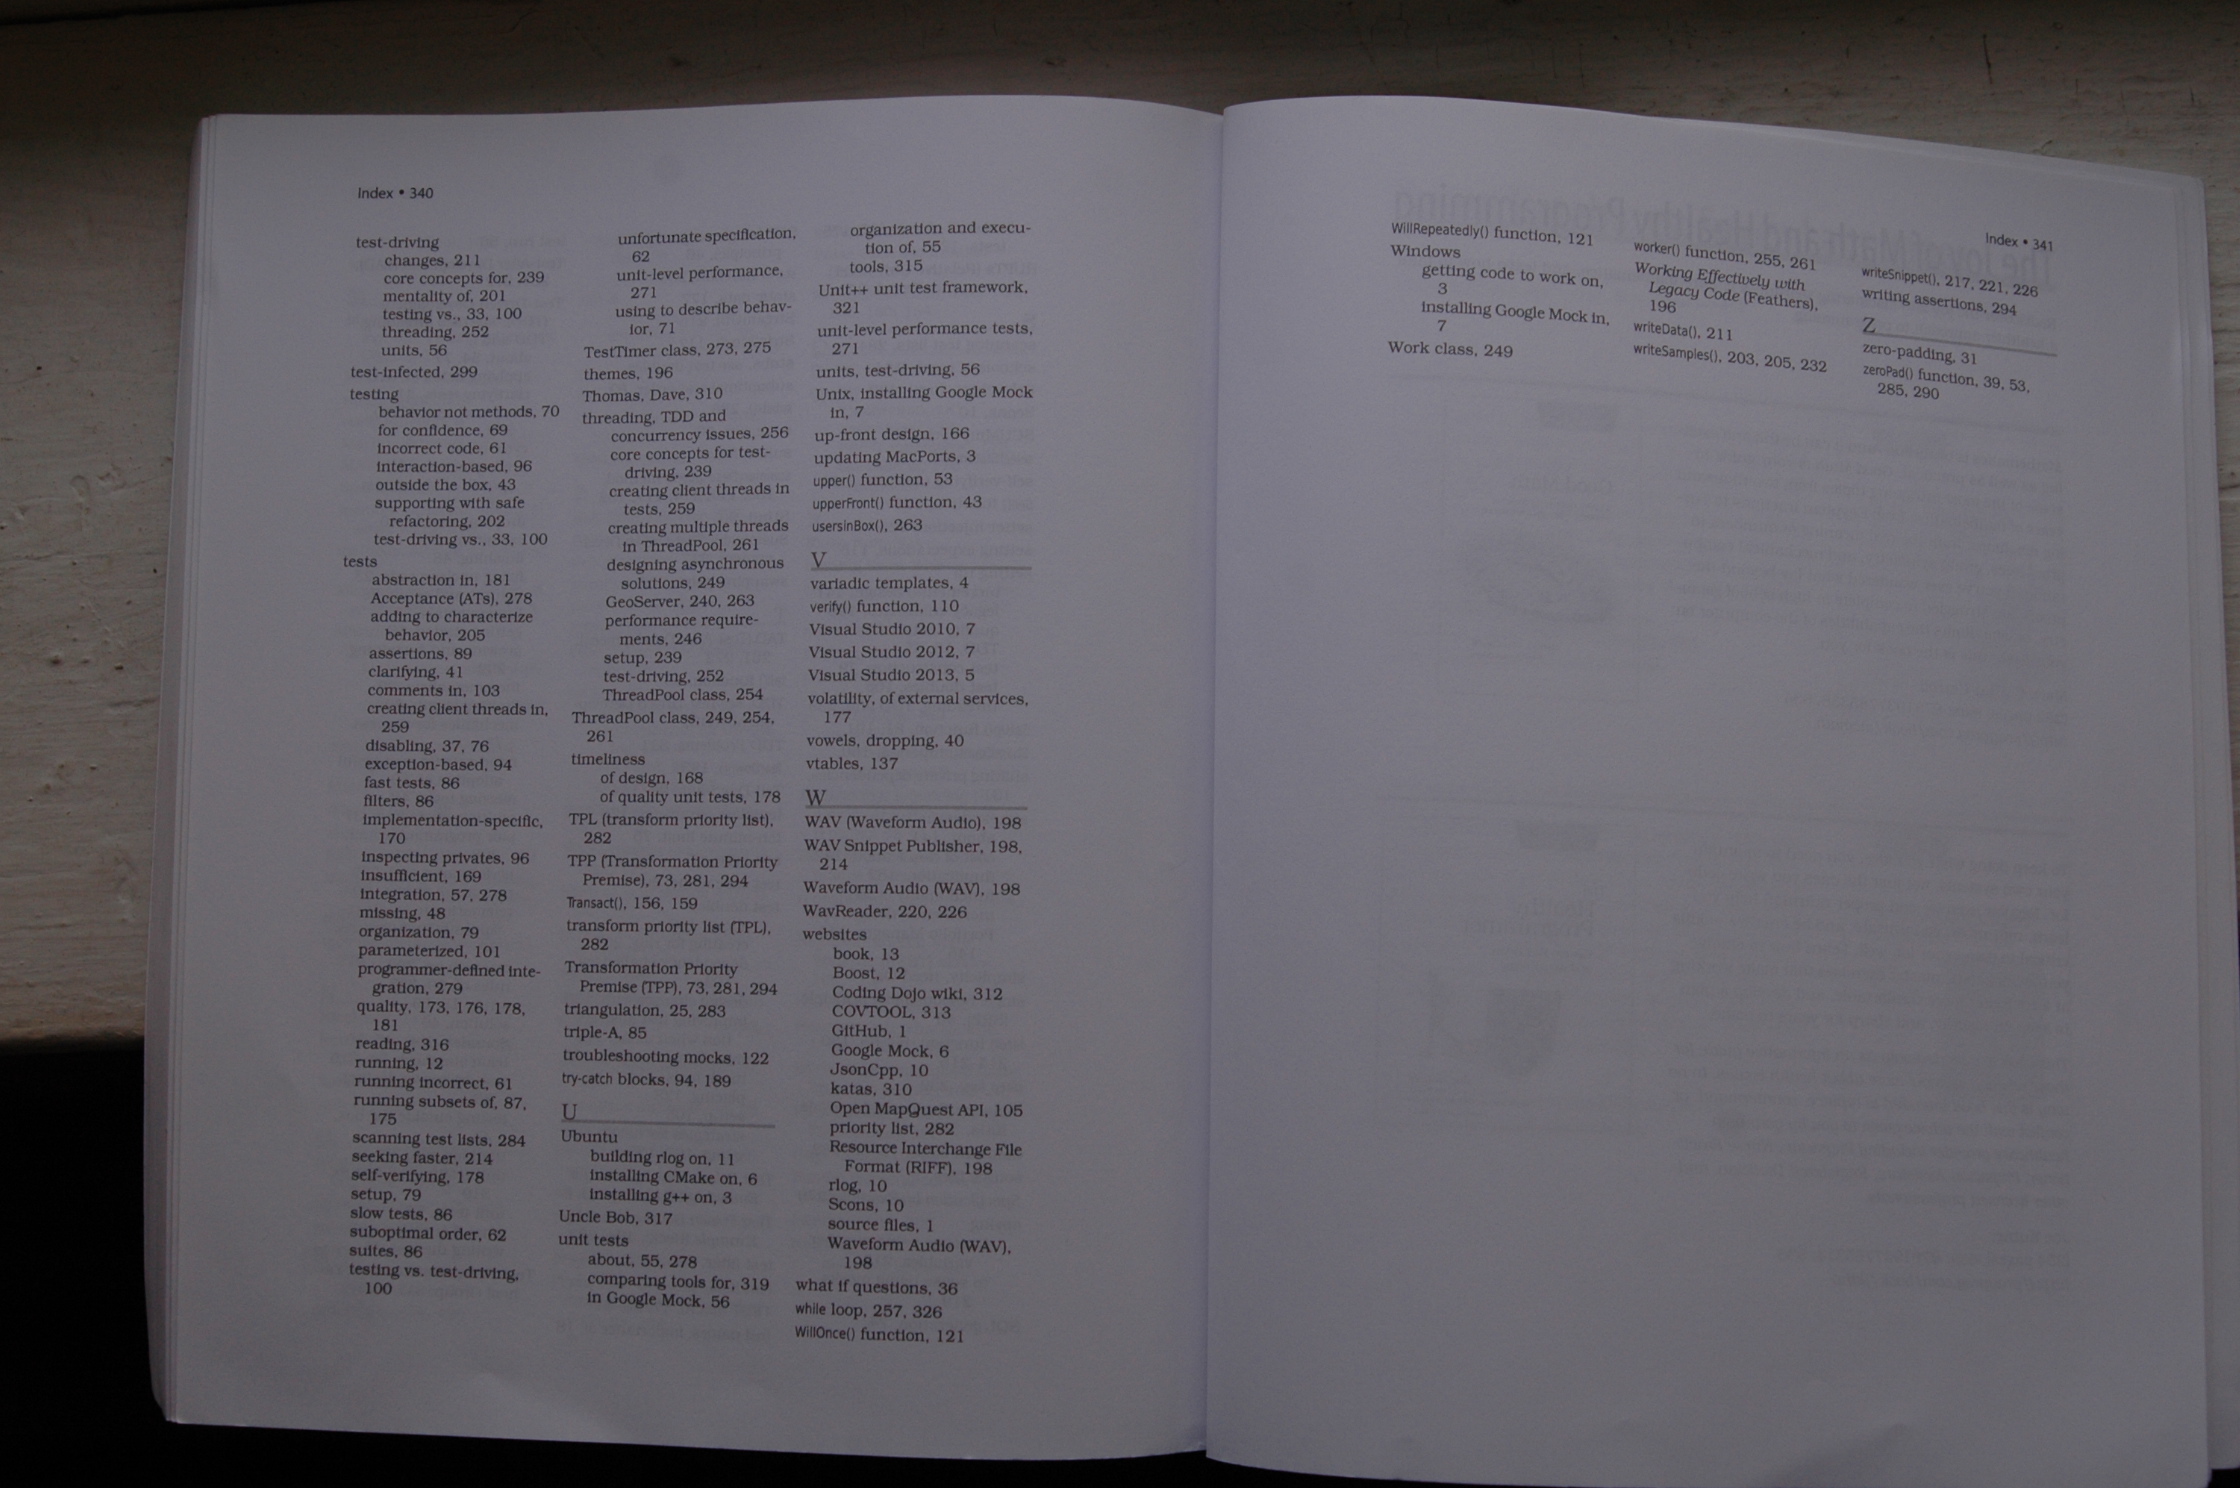 Index • 340
test-driving
changes, 211
core concepts for, 239
mentality of, 201
testing vs., 33, 100
threading, 252
units, 56
test-infected, 299
testing
behavior not methods, 70
for confidence, 69
incorrect code, 61
interaction-based, 96
outside the box, 43
supporting with safe
refactoring, 202
test-driving vs., 33, 100
tests
abstraction in, 181
Acceptance (ATs), 278
adding to characterize
behavior, 205
assertions, 89
clarifying, 41
comments in, 103
creating client threads in,
259
disabling, 37, 76
exception-based, 94
fast tests, 86
filters, 86
implementation-specific,
170
inspecting privates, 96
insufficient, 169
integration, 57, 278
missing, 48
organization, 79
parameterized, 101
programmer-defined inte-
gration, 279
quality, 173, 176, 178,
181
reading, 316
running, 12
running incorrect, 61
running subsets of, 87,
175
scanning test lists, 284
seeking faster, 214
self-verifying, 178
setup, 79
slow tests, 86
suboptimal order, 62
suites, 86
testing vs. test-driving,
100
unfortunate specification,
62
unit-level performance,
271
using to describe behav-
ior, 71
TestTimer class, 273, 275
themes, 196
Thomas, Dave, 310
threading, TDD and
concurrency issues, 256
core concepts for test-
driving, 239
creating client threads in
tests, 259
creating multiple threads
in ThreadPool, 261
designing asynchronous
solutions, 249
GeoServer, 240, 263
performance require-
ments, 246
setup, 239
test-driving, 252
ThreadPool class, 254
ThreadPool class, 249, 254,
261
timeliness
of design, 168
of quality unit tests, 178
TPL (transform priority list),
282
TPP (Transformation Priority
Premise), 73, 281, 294
Transact(), 156, 159
transform priority list (TPL),
282
Transformation Priority
Premise (TPP), 73, 281, 294
triangulation, 25, 283
triple-A, 85
troubleshooting mocks, 122
try-catch blocks, 94, 189
U
Ubuntu
building rlog on, 11
installing CMake on, 6
installing g++ on, 3
Uncle Bob, 317
unit tests
about, 55, 278
comparing tools for, 319
in Google Mock, 56
organization and execu-
tion of, 55
tools, 315
Unit++ unit test framework,
321
unit-level performance tests,
271
units, test-driving, 56
Unix, installing Google Mock
in, 7
up-front design, 166
updating MacPorts, 3
upper() function, 53
upperFront() function, 43
usersinBox(), 263
V
variadic templates, 4
verify() function, 110
Visual Studio 2010, 7
Visual Studio 2012, 7
Visual Studio 2013, 5
volatility, of external services,
177
vowels, dropping, 40
vtables, 137
W
WAV (Waveform Audio), 198
WAV Snippet Publisher, 198,
214
Waveform Audio (WAV), 198
WavReader, 220, 226
websites
book, 13
Boost, 12
Coding Dojo wiki, 312
COVTOOL, 313
GitHub, 1
Google Mock, 6
JsonCpp, 10
katas, 310
Open MapQuest API, 105
priority list, 282
Resource Interchange File
Format (RIFF), 198
rlog, 10
Scons, 10
source files, 1
Waveform Audio (WAV),
198
what if questions, 36
while loop, 257, 326
WillOnce() function, 121
Index • 341
WillRepeatedly() function, 121
Windows
getting code to work on,
3
installing Google Mock in,
7
Work class, 249
worker() function, 255, 261
Working Effectively with
Legacy Code (Feathers),
196
writeData(), 211
writeSamples(), 203, 205, 232
writeSnippet(), 217, 221, 226
writing assertions, 294
Z
zero-padding, 31
zeroPad() function, 39, 53,
285, 290